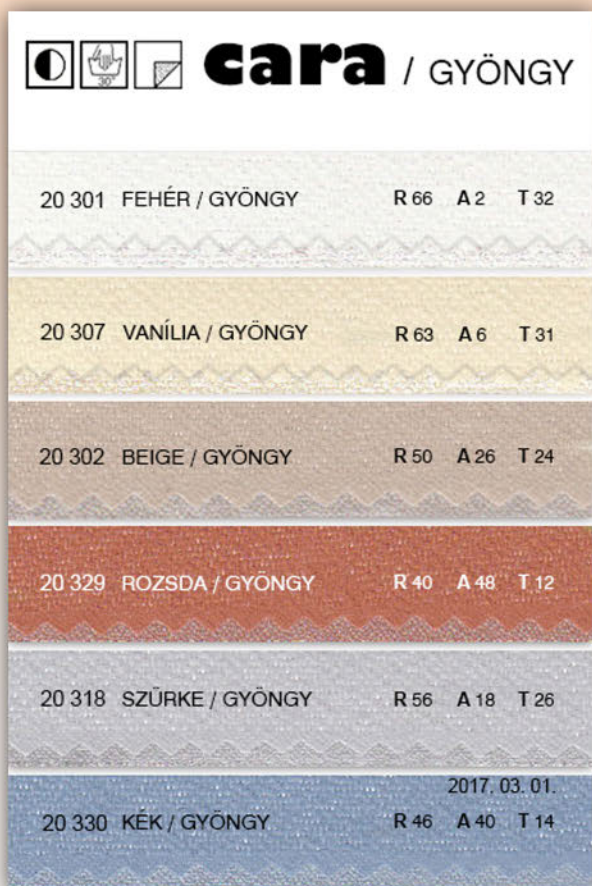 30°
cara / GYÖNGY
20 301 FEHÉR / GYÖNGY R 66 A 2 T 32
20 307 VANÍLIA / GYÖNGY R 63 A 6 T 31
20 302 BEIGE / GYÖNGY R 50 A 26 T 24
20 329 ROZSDA / GYÖNGY R 40 A 48 T 12
20 318 SZÜRKE / GYÖNGY R 56 A 18 T 26
2017. 03. 01.
20 330 KÉK / GYÖNGY R 46 A 40 T 14